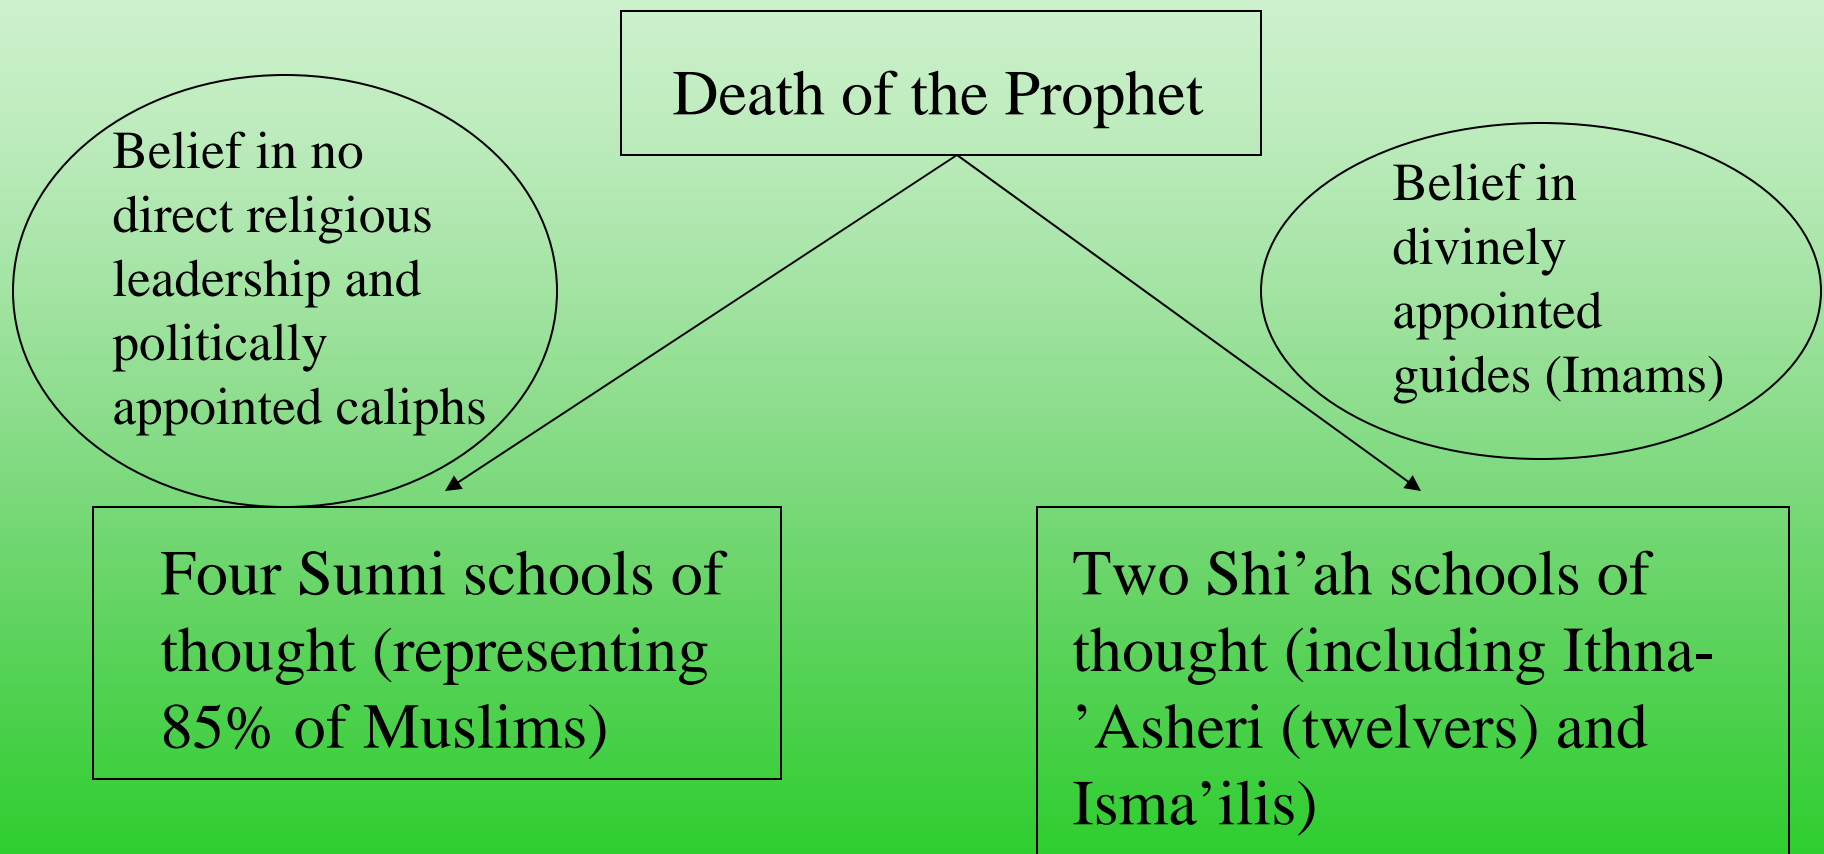 Death of the Prophet
Belief in no
direct religious
leadership and
politically
appointed caliphs
Belief in
divinely
appointed
guides (Imams)
Four Sunni schools of
thought (representing
85% of Muslims)
Two Shi’ah schools of
thought (including Ithna-
’Asheri (twelvers) and
Isma’ilis)